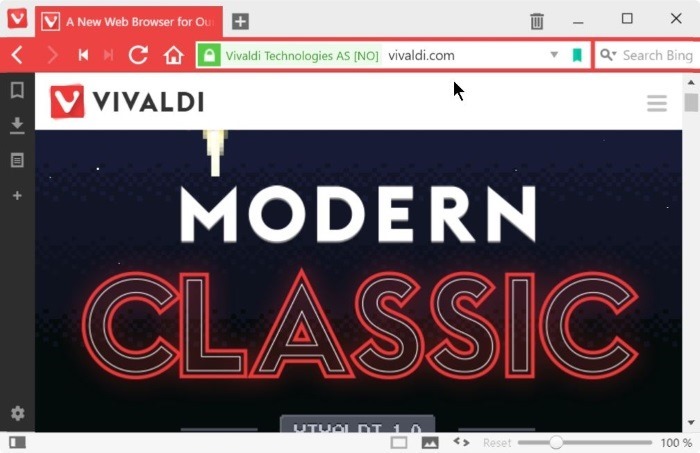 A New Web Browser for Ou
Vivaldi Technologies AS [NO] vivaldi.com Search Bing
VIVALDI
MODERN
CLASSIC
VIVALDI 1.0
Reset 100 %